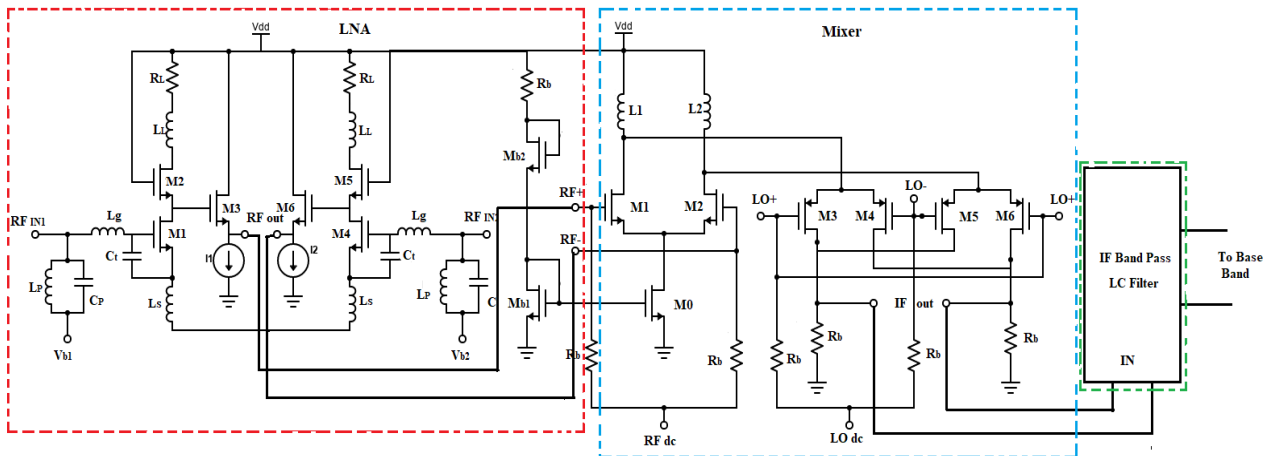 LNA
Vdd
RL
LL
M2
M3
RF out
M6
RL
LL
M5
Rb
Mb2
RF IN1
Lg
M1
Ct
LP
CP
Vb1
LS
I1
I2
LS
M4
Ct
Lg
RF IN2
LP
C
Vb2
Mb1
Mixer
Vdd
L1
L2
RF+
RF-
M1
M2
M0
Rb
Rb
RF dc
LO+
M3
M4
LO-
M5
M6
LO+
IF out
Rb
Rb
Rb
Rb
LO dc
IF Band Pass
LC Filter
IN
To Base
Band